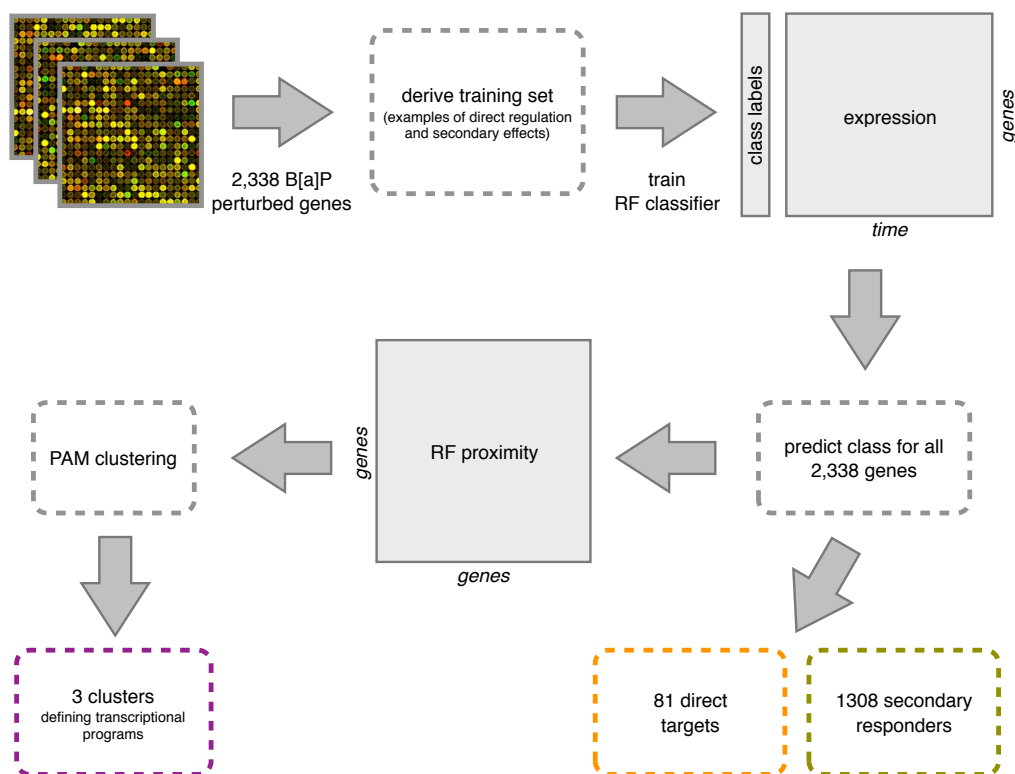 2,338 B[a]P
perturbed genes
derive training set
(examples of direct regulation
and secondary effects)
train
RF classifier
class labels
expression
genes
time
predict class for all
2,338 genes
RF proximity
genes
genes
PAM clustering
3 clusters
defining transcriptional
programs
81 direct
targets
1308 secondary
responders